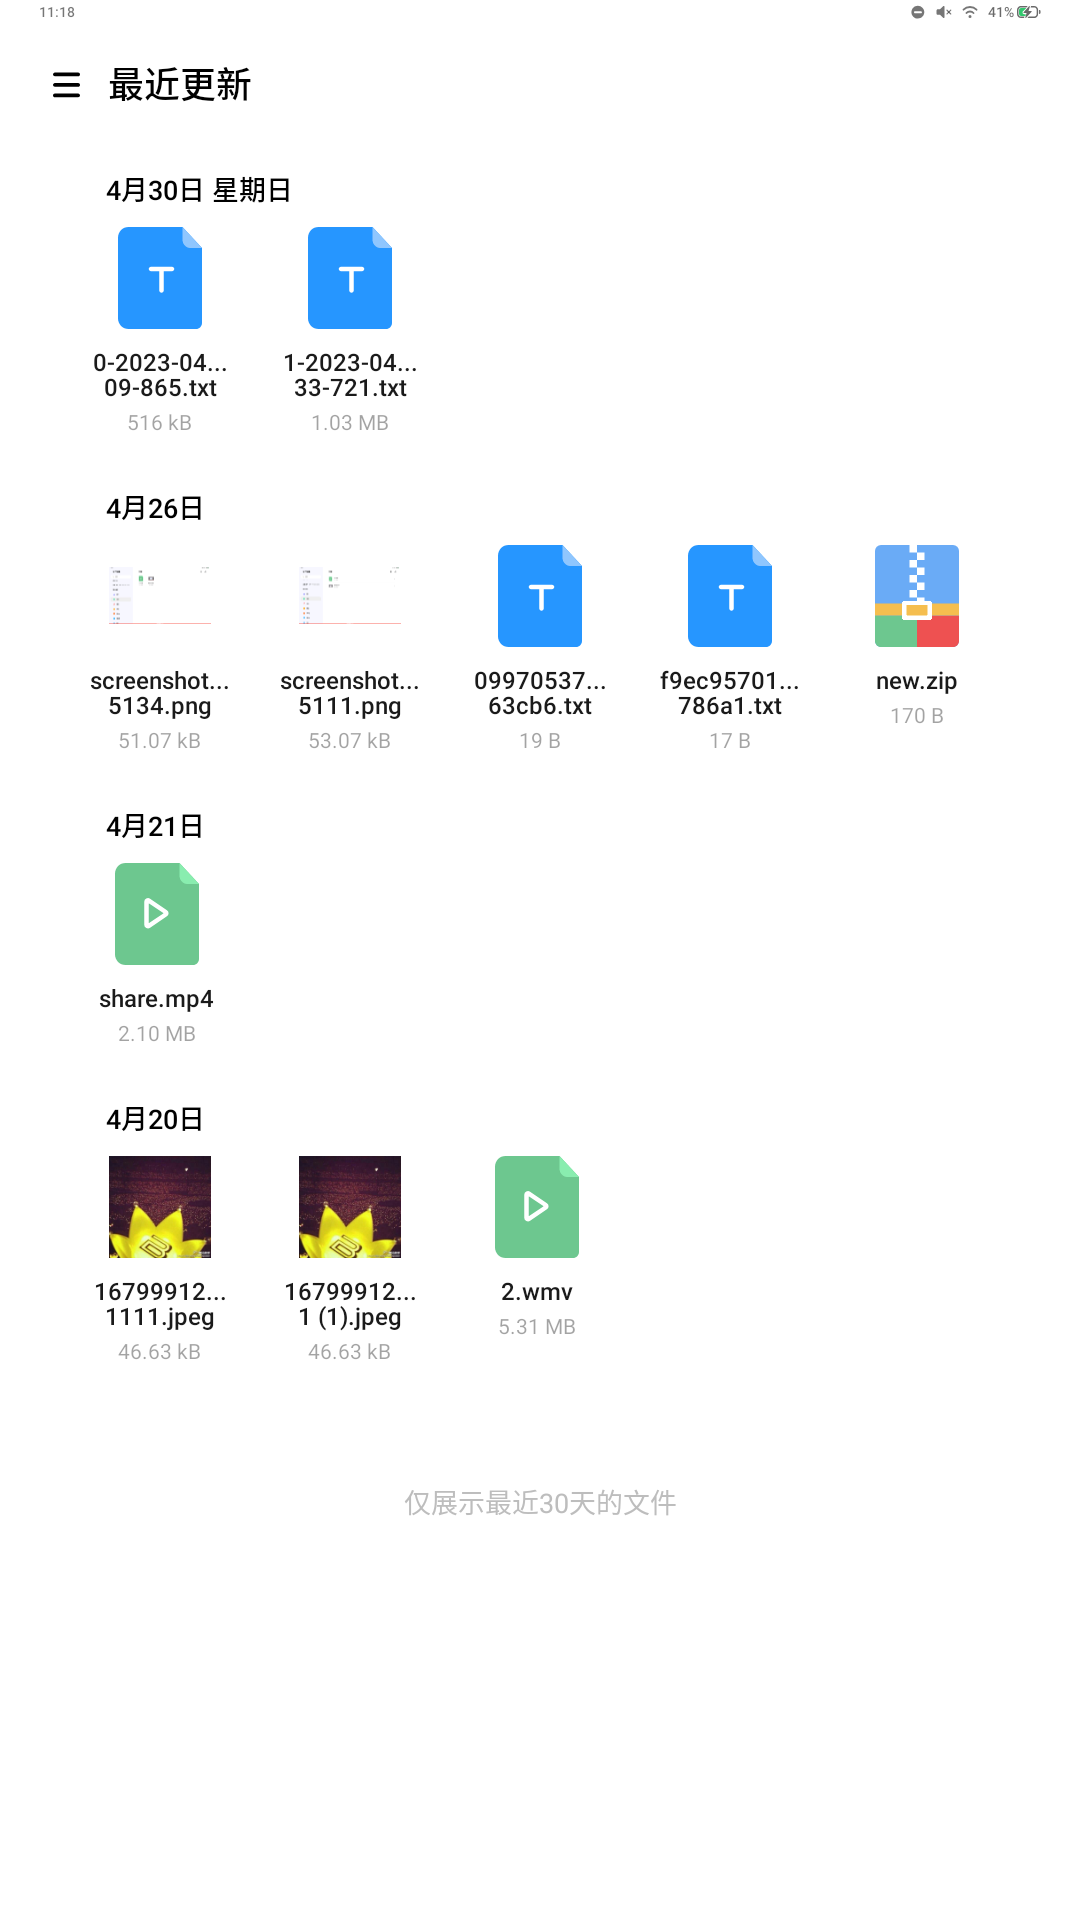 11:18
41%
最近更新
4月30日 星期日
0-2023-04...
09-865.txt
516 kB
1-2023-04...
33-721.txt
1.03 MB
4月26日
screenshot...
5134.png
51.07 kB
screenshot...
5111.png
53.07 kB
09970537...
63cb6.txt
19 B
f9ec95701...
786a1.txt
17 B
new.zip
170 B
4月21日
share.mp4
2.10 MB
4月20日
16799912...
1111.jpeg
46.63 kB
16799912...
1 (1).jpeg
46.63 kB
2.wmv
5.31 MB
仅展示最近30天的文件